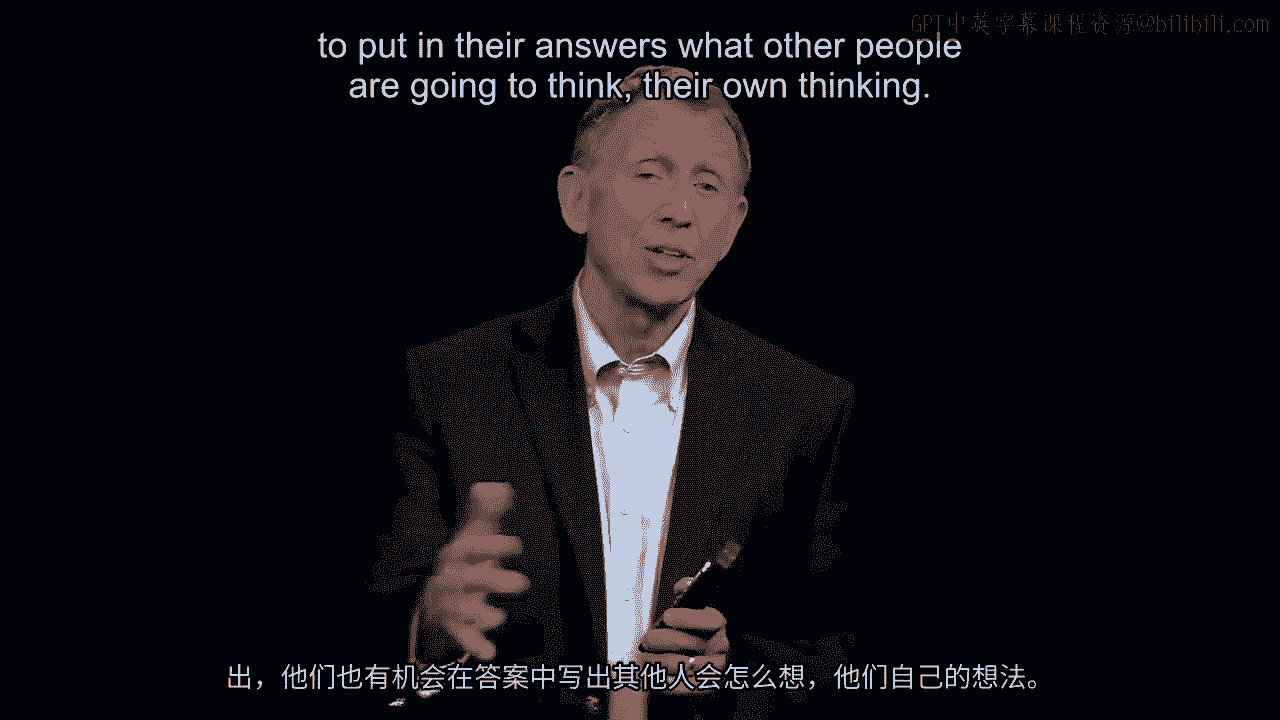 GPT中英字幕课程资源@bilibili.com
to put in their answers what other people
are going to think, their own thinking.
出，他们也有机会在答案中写出其他人会怎么想，他们自己的想法。